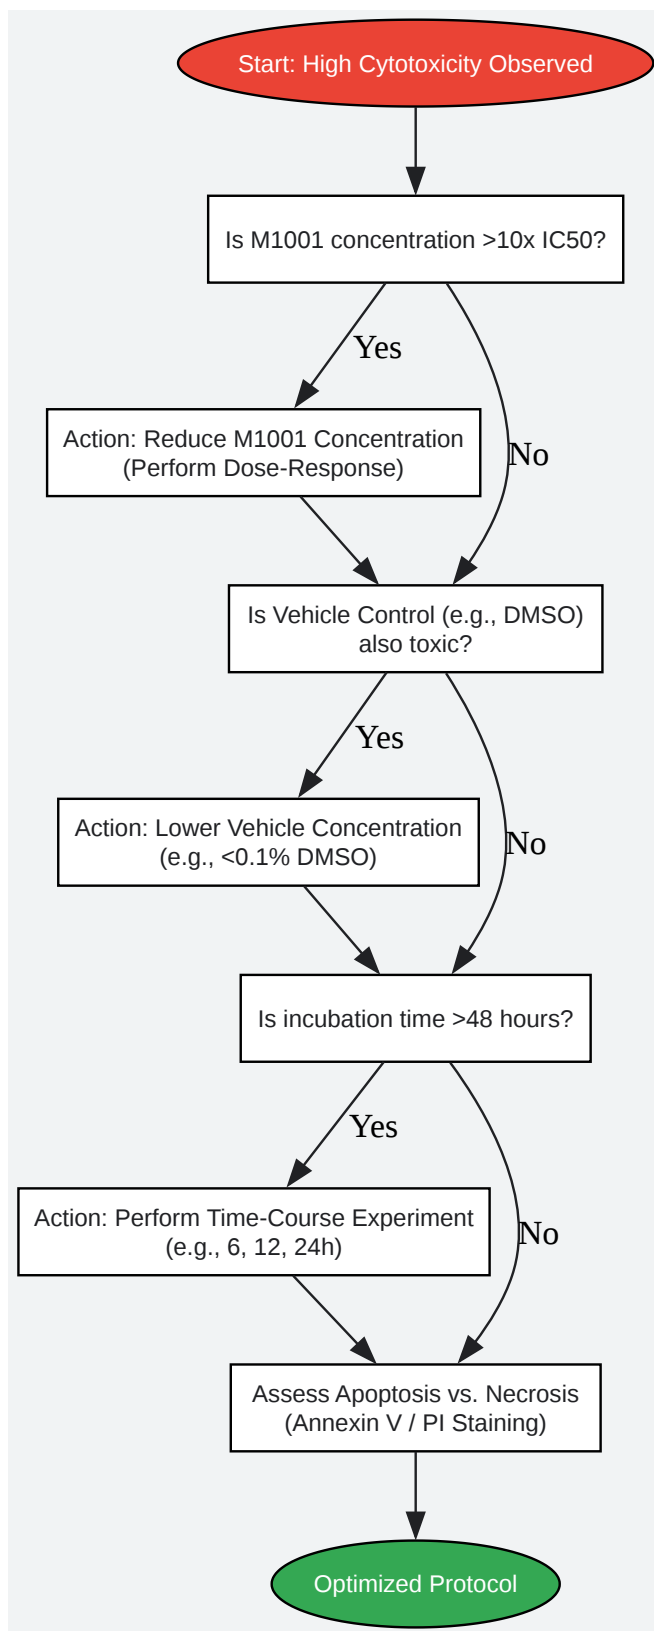 Start: High Cytotoxicity Observed
Is M1001 concentration >10x IC50?
Yes
Action: Reduce M1001 Concentration
(Perform Dose-Response)
No
Is Vehicle Control (e.g., DMSO)
also toxic?
Yes
Action: Lower Vehicle Concentration
(e.g., <0.1% DMSO)
No
Is incubation time >48 hours?
Yes
Action: Perform Time-Course Experiment
(e.g., 6, 12, 24h)
No
Assess Apoptosis vs. Necrosis
(Annexin V / PI Staining)
Optimized Protocol